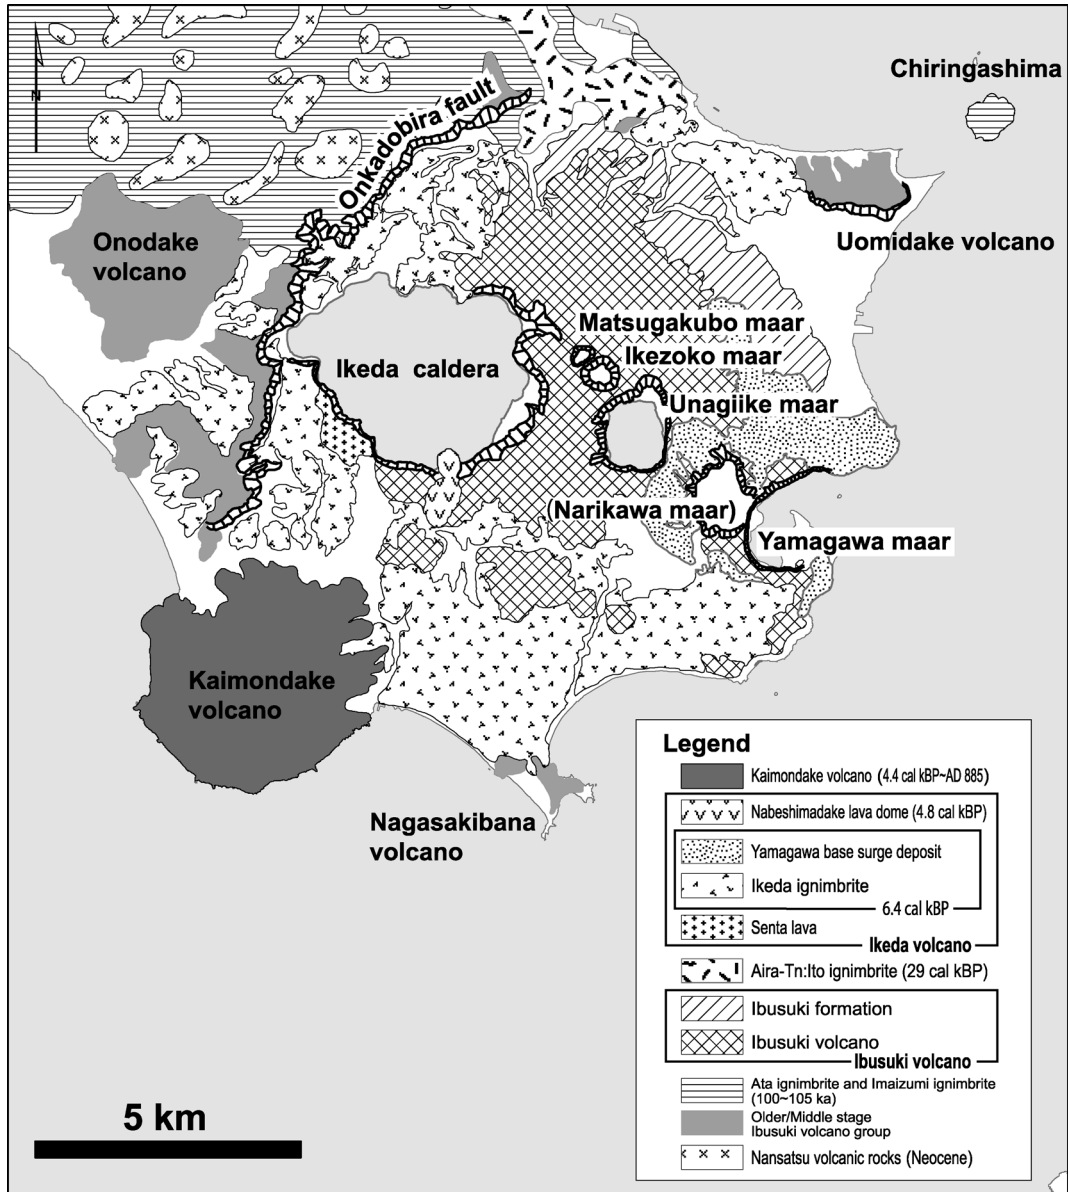 Chiringashima
N
Onkadobira fault
Onodake
volcano
Uomidake volcano
Matsugakubo maar
Ikeda caldera
Ikezoko maar
Unagiike maar
(Narikawa maar)
Yamagawa maar
Kaimondake
volcano
Nagasakibana
volcano
5 km
Legend
Kaimondake volcano (4.4 cal kBP~AD 885)
Nabeshimadake lava dome (4.8 cal kBP)
Yamagawa base surge deposit
Ikeda ignimbrite
6.4 cal kBP
Senta lava
Ikeda volcano
Aira-Tn:Ito ignimbrite (29 cal kBP)
Ibusuki formation
Ibusuki volcano
Ibusuki volcano
Ata ignimbrite and Imaizumi ignimbrite
(100~105 ka)
Older/Middle stage
Ibusuki volcano group
Nansatsu volcanic rocks (Neocene)